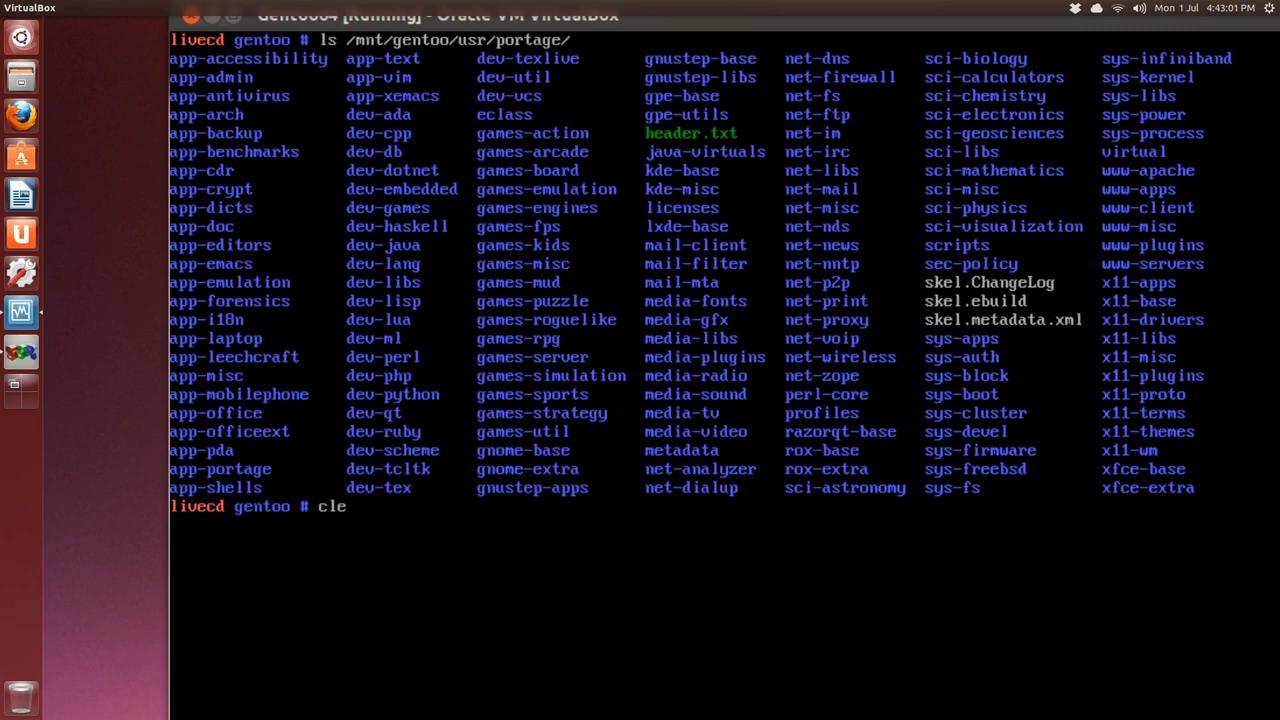 VirtualBox Mon 1 Jul 4:43:01 PM
Gentoo64 [Running] - Oracle VM VirtualBox
livecd gentoo # ls /mnt/gentoo/usr/portage/
app-accessibility app-text dev-texlive gnustep-base net-dns sci-biology sys-infiniband
app-admin app-vim dev-util gnustep-libs net-firewall sci-calculators sys-kernel
app-antivirus app-xemacs dev-vcs gpe-base net-fs sci-chemistry sys-libs
app-arch dev-ada eclass gpe-utils net-ftp sci-electronics sys-power
app-backup dev-cpp games-action header.txt net-im sci-geosciences sys-process
app-benchmarks dev-db games-arcade java-virtuals net-irc sci-libs virtual
app-cdr dev-dotnet games-board kde-base net-libs sci-mathematics www-apache
app-crypt dev-embedded games-emulation kde-misc net-mail sci-misc www-apps
app-dicts dev-games games-engines licenses net-misc sci-physics www-client
app-doc dev-haskell games-fps lxde-base net-nds sci-visualization www-misc
app-editors dev-java games-kids mail-client net-news scripts www-plugins
app-emacs dev-lang games-misc mail-filter net-nntp sec-policy www-servers
app-emulation dev-libs games-mud mail-mta net-p2p skel.ChangeLog x11-apps
app-forensics dev-lisp games-puzzle media-fonts net-print skel.ebuild x11-base
app-i18n dev-lua games-roguelike media-gfx net-proxy skel.metadata.xml x11-drivers
app-laptop dev-ml games-rpg media-libs net-voip sys-apps x11-libs
app-leechcraft dev-perl games-server media-plugins net-wireless sys-auth x11-misc
app-misc dev-php games-simulation media-radio net-zope sys-block x11-plugins
app-mobilephone dev-python games-sports media-sound perl-core sys-boot x11-proto
app-office dev-qt games-strategy media-tv profiles sys-cluster x11-terms
app-officeext dev-ruby games-util media-video razorqt-base sys-devel x11-themes
app-pda dev-scheme gnome-base metadata rox-base sys-firmware x11-wm
app-portage dev-tcltk gnome-extra net-analyzer rox-extra sys-freebsd xfce-base
app-shells dev-tex gnustep-apps net-dialup sci-astronomy sys-fs xfce-extra
livecd gentoo # cle